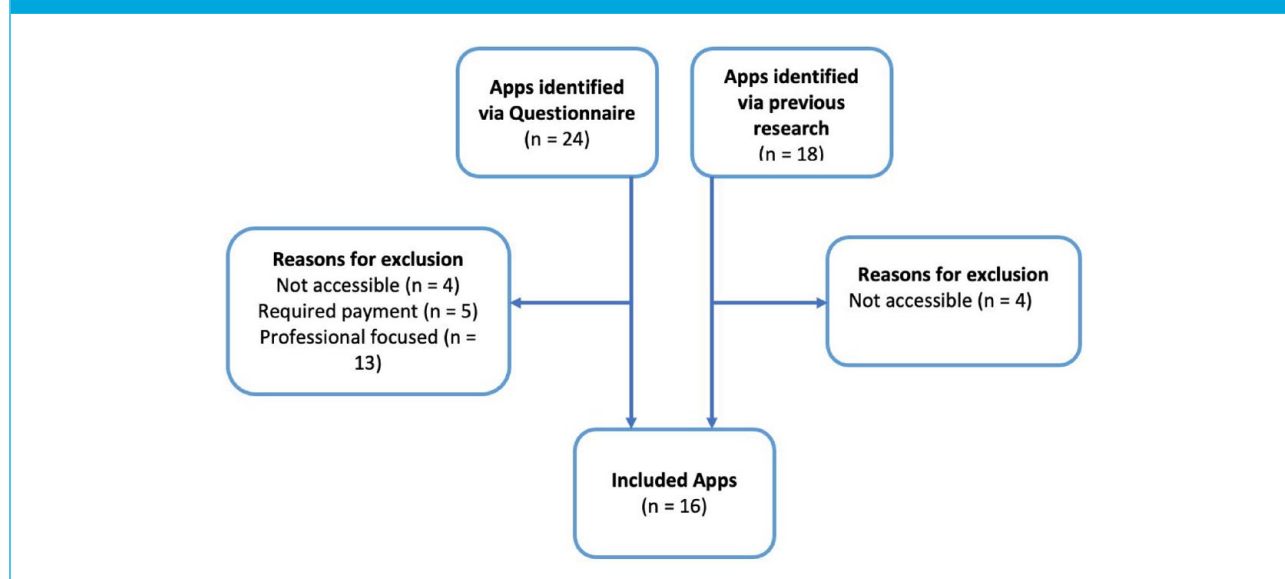 Apps identified
via Questionnaire
(n = 24)
Apps identified
via previous
research
(n = 18)
Reasons for exclusion
Not accessible (n = 4)
Required payment (n = 5)
Professional focused (n =
13)
Reasons for exclusion
Not accessible (n = 4)
Included Apps
(n = 16)